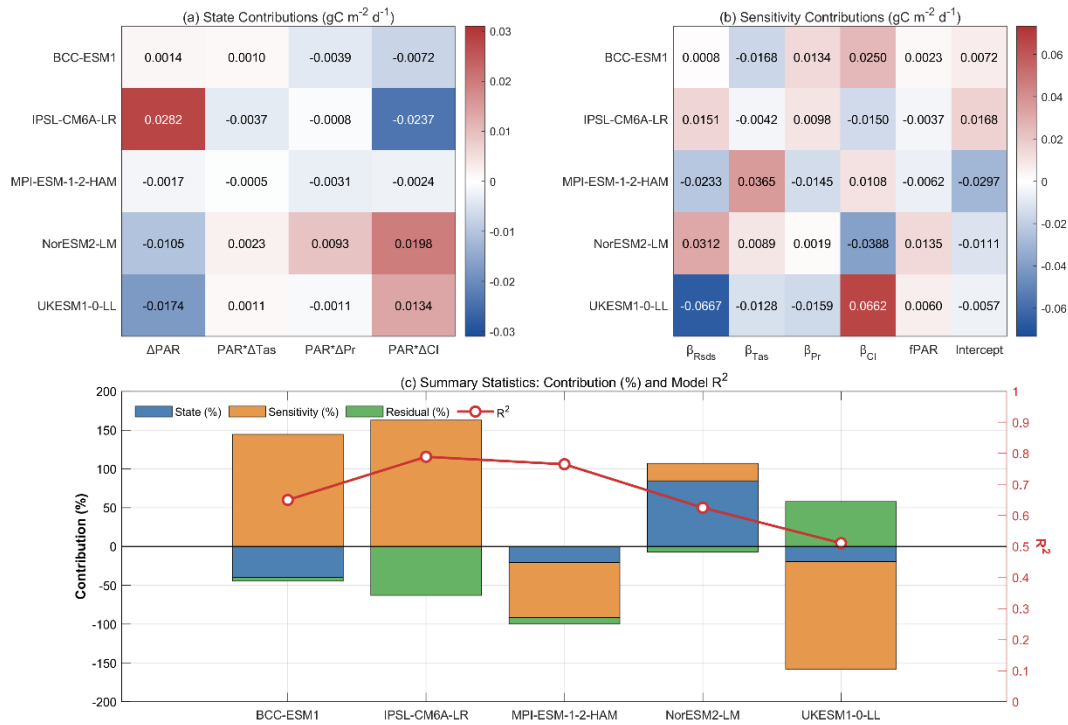 (a) State Contributions (gC m⁻² d⁻¹)
BCC-ESM1 0.0014 0.0010 -0.0039 -0.0072
IPSL-CM6A-LR 0.0282 -0.0037 -0.0008 -0.0237
MPI-ESM-1-2-HAM -0.0017 -0.0005 -0.0031 -0.0024
NorESM2-LM -0.0105 0.0023 0.0093 0.0198
UKESM1-0-LL -0.0174 0.0011 -0.0011 0.0134
ΔPAR PAR*ΔTas PAR*ΔPr PAR*ΔCI
0.03
0.02
0.01
0
-0.01
-0.02
-0.03
(b) Sensitivity Contributions (gC m⁻² d⁻¹)
BCC-ESM1 0.0008 -0.0168 0.0134 0.0250 0.0023 0.0072
IPSL-CM6A-LR 0.0151 -0.0042 0.0098 -0.0150 -0.0037 0.0168
MPI-ESM-1-2-HAM -0.0233 0.0365 -0.0145 0.0108 -0.0062 -0.0297
NorESM2-LM 0.0312 0.0089 0.0019 -0.0388 0.0135 -0.0111
UKESM1-0-LL -0.0667 -0.0128 -0.0159 0.0662 0.0060 -0.0057
β_Rsds β_Tas β_Pr β_CI fPAR Intercept
0.06
0.04
0.02
0
-0.02
-0.04
-0.06
(c) Summary Statistics: Contribution (%) and Model R²
State (%) Sensitivity (%) Residual (%) R²
Contribution (%)
200
150
100
50
0
-50
-100
-150
-200
1
0.9
0.8
0.7
0.6
0.5
0.4
0.3
0.2
0.1
0
R²
BCC-ESM1 IPSL-CM6A-LR MPI-ESM-1-2-HAM NorESM2-LM UKESM1-0-LL